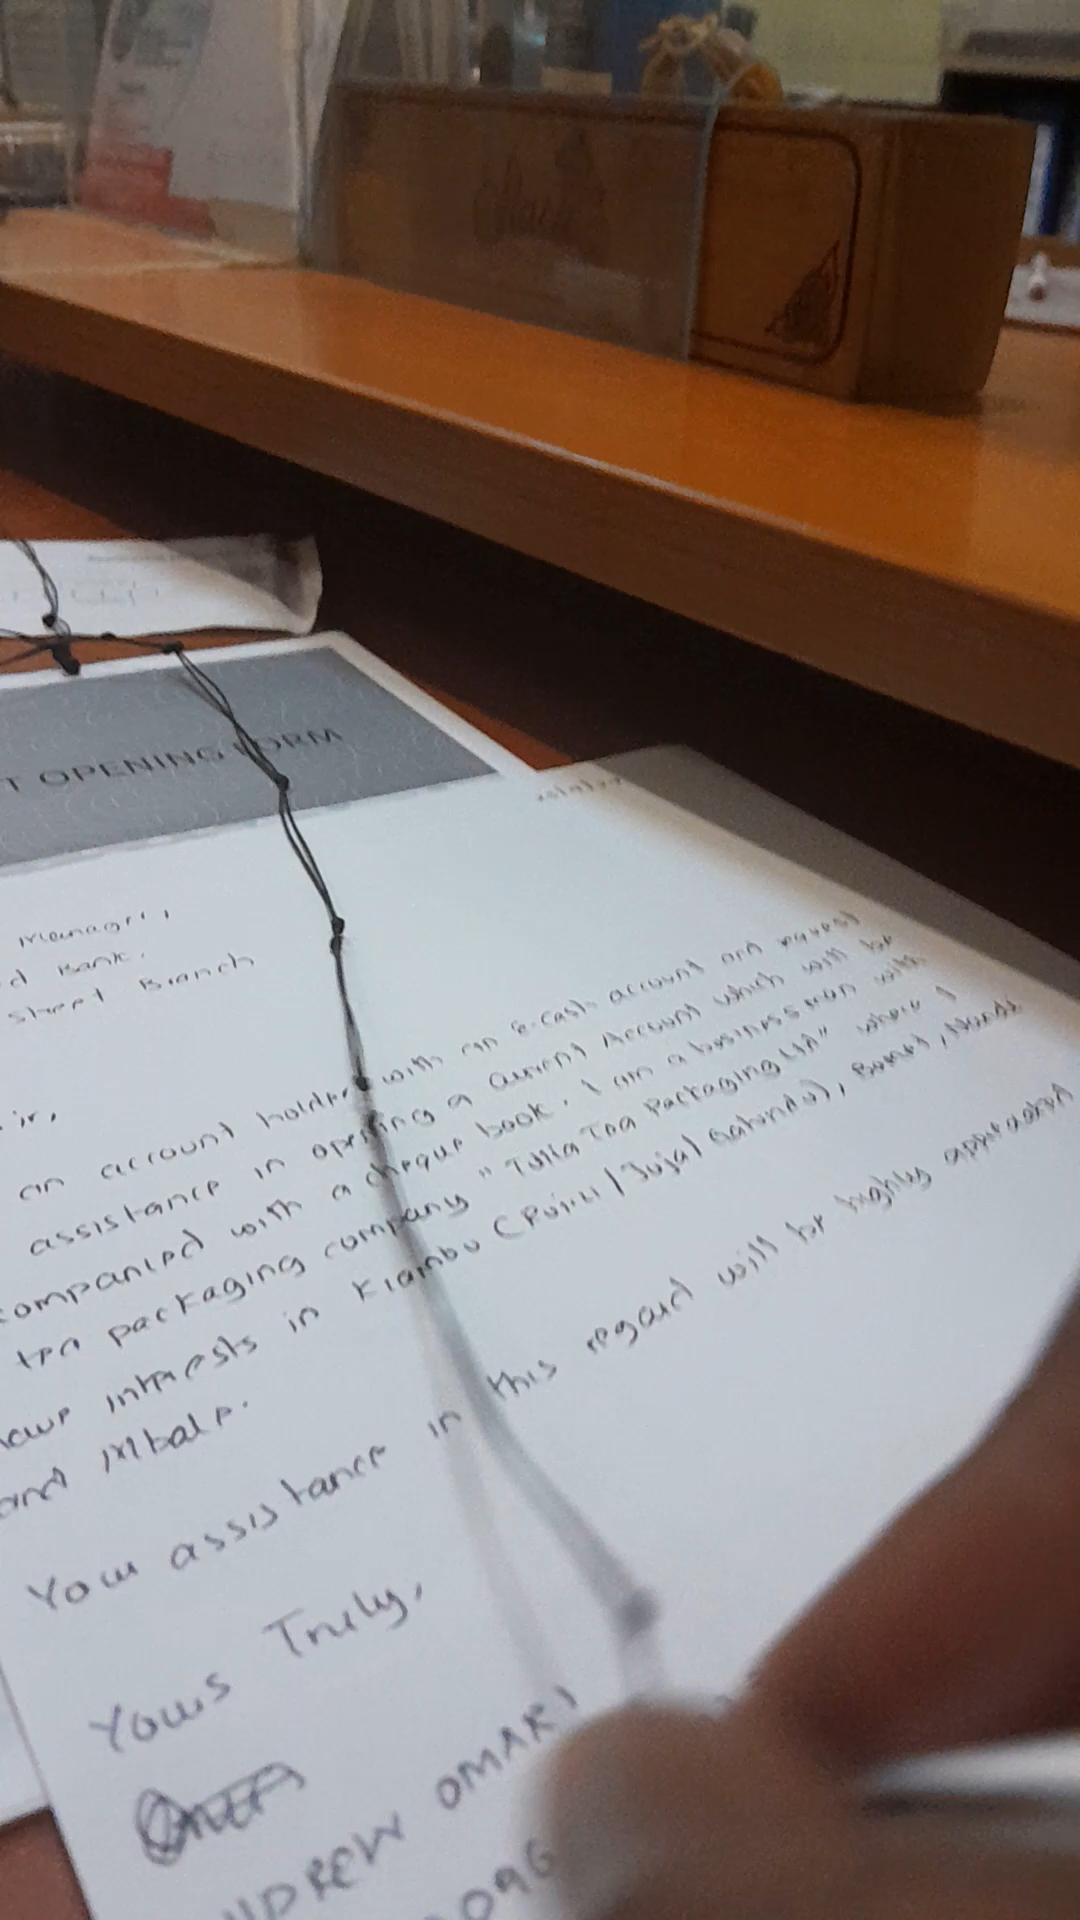 T OPENING FORM
Manager,
d Bank.
Street Branch
ir,
an account holder with an e-cash account and request
assistance in opening a current Account which will be
companied with a cheque book. I am a businessman with
tea packaging company " Tea Packaging Ltd" where I
have interests in Kiambu ( / Juja / Gatundu), Bomet, Nandi
and Mbale.
Your assistance in this regard will be highly appreciated
Yours Truly,
NDREW OMARI
096